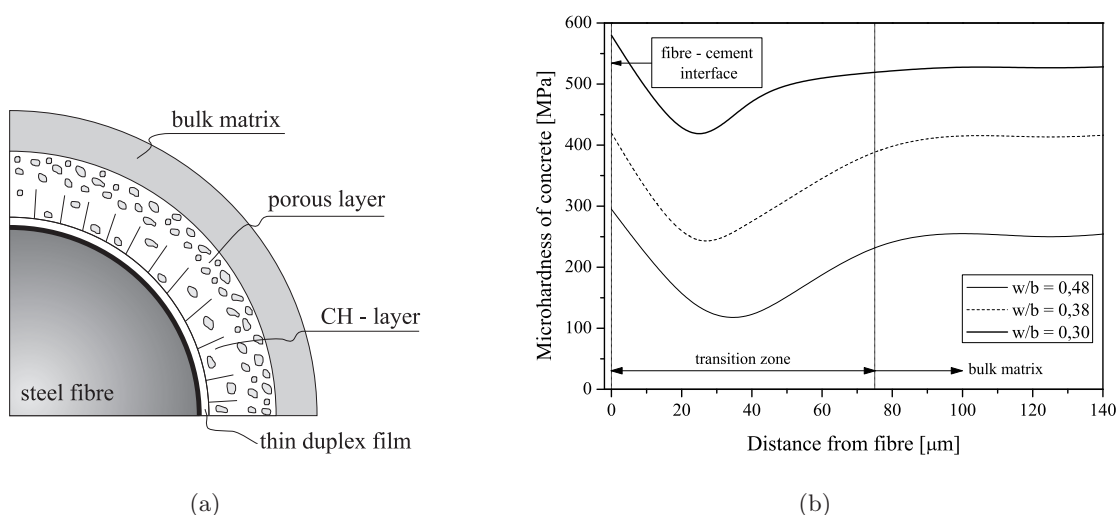 bulk matrix
porous layer
CH - layer
steel fibre
thin duplex film
(a)
Microhardness of concrete [MPa]
600
500
400
300
200
100
0
fibre - cement
interface
w/b = 0,48
w/b = 0,38
w/b = 0,30
transition zone
bulk matrix
0 20 40 60 80 100 120 140
Distance from fibre [μm]
(b)